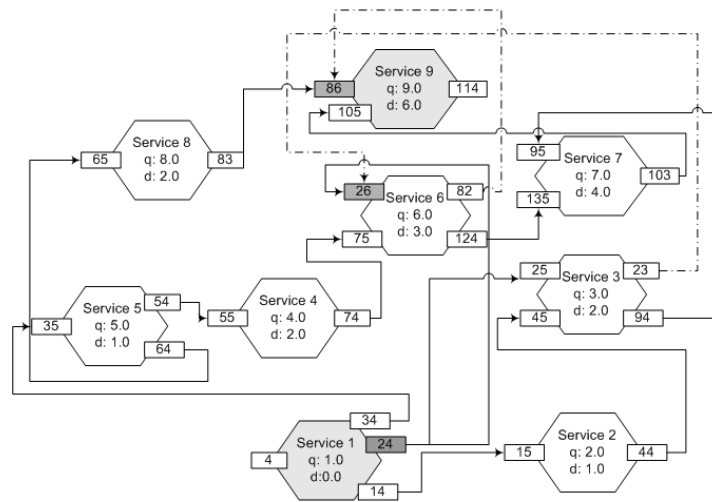 Service 9
q: 9.0
d: 6.0
86
105
114
Service 8
q: 8.0
d: 2.0
65
83
Service 7
q: 7.0
d: 4.0
95
135
103
Service 6
q: 6.0
d: 3.0
26
82
75
124
Service 3
q: 3.0
d: 2.0
25
23
45
94
Service 5
q: 5.0
d: 1.0
35
54
64
Service 4
q: 4.0
d: 2.0
55
74
Service 1
q: 1.0
d:0.0
34
24
4
14
Service 2
q: 2.0
d: 1.0
15
44